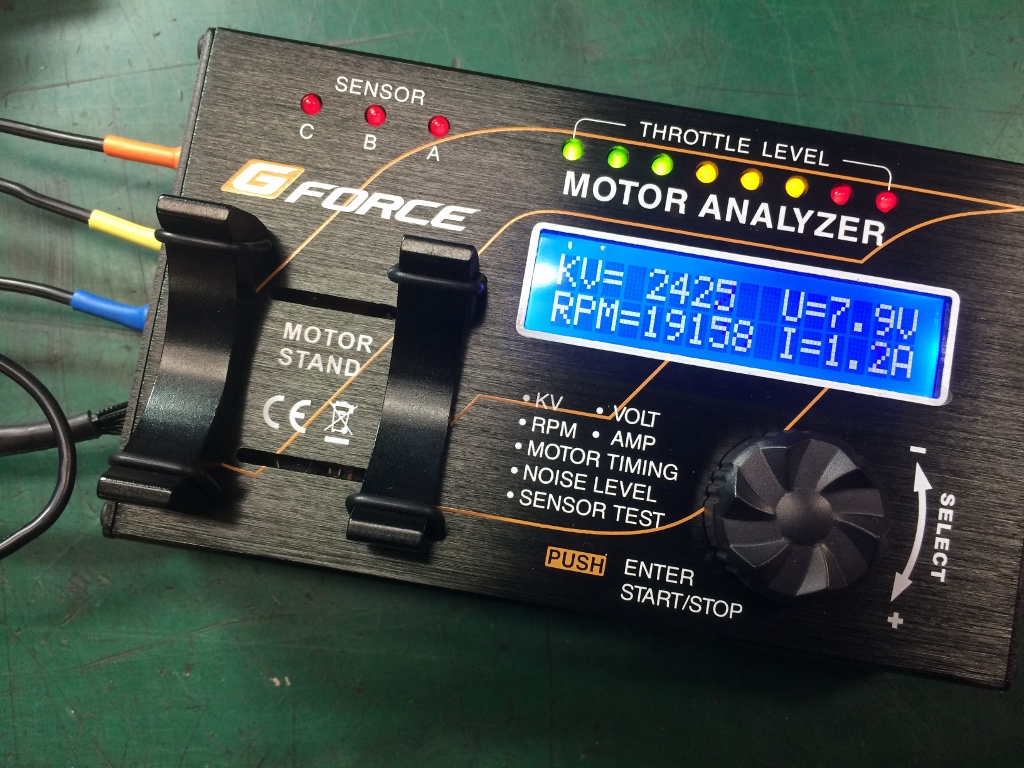 SENSOR
C B A
THROTTLE LEVEL
G FORCE
MOTOR ANALYZER
KV= 2425 U=7.9V
RPM=19158 I=1.2A
MOTOR
STAND
CE
• KV • VOLT
• RPM • AMP
• MOTOR TIMING
• NOISE LEVEL
• SENSOR TEST
PUSH ENTER
START/STOP
−
SELECT
+